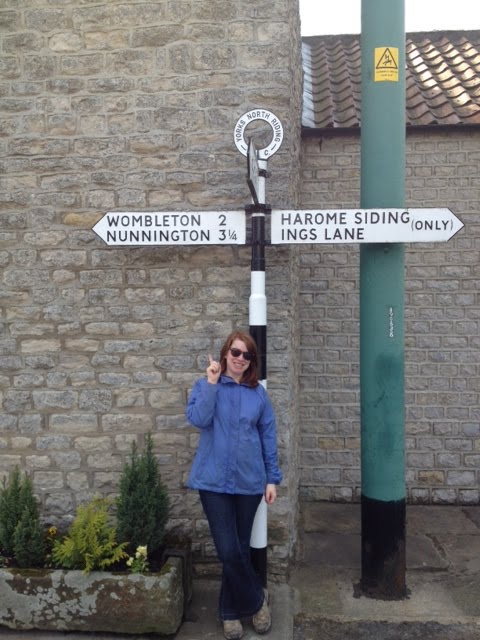 YORKS NORTH RIDING
C
WOMBLETON 2
NUNNINGTON 3¼
HAROME SIDING
INGS LANE (ONLY)